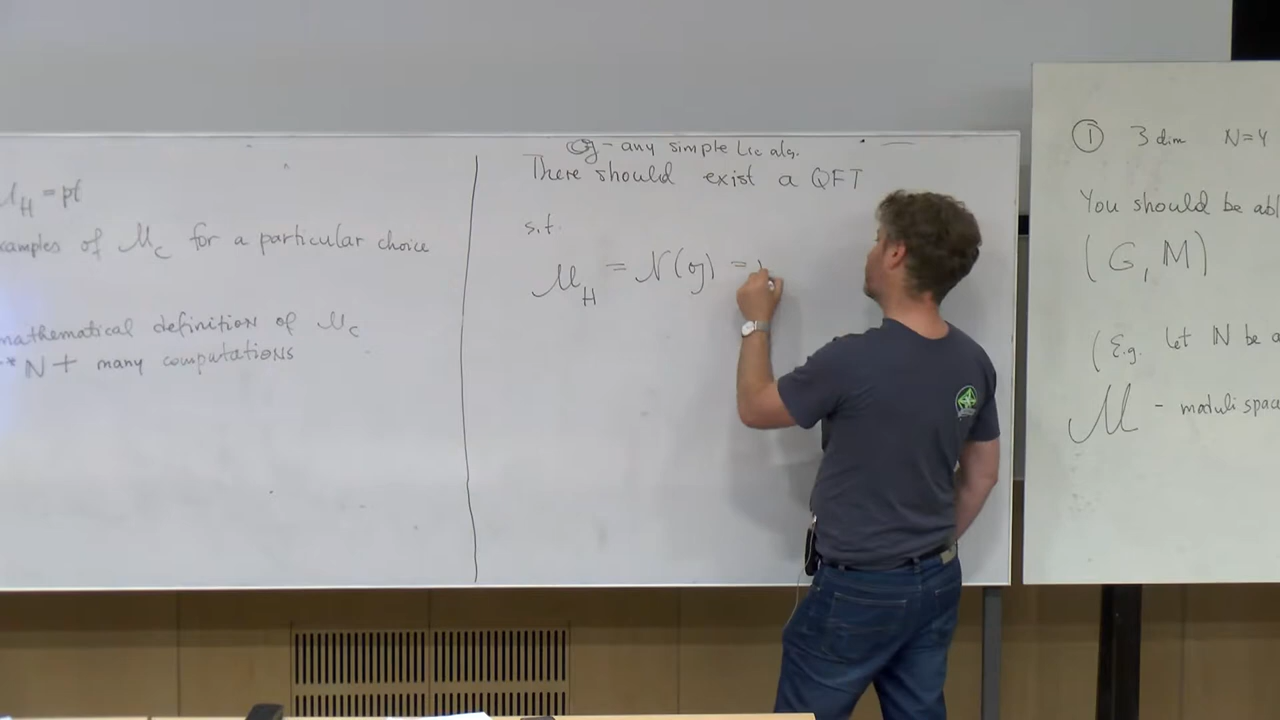 M_H = pt
examples of M_C for a particular choice
mathematical definition of M_C
T*N + many computations
𝔤 - any simple Lie alg.
There should exist a QFT
s.t.
M_H = N(𝔤) =
① 3 dim N=4
You should be abl
(G, M)
(E.g. let N be a
M - moduli space